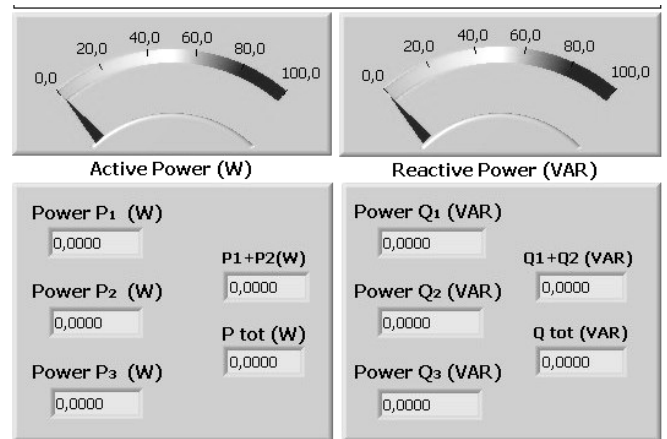 0,0 20,0 40,0 60,0 80,0 100,0
Active Power (W)
0,0 20,0 40,0 60,0 80,0 100,0
Reactive Power (VAR)
Power P₁ (W)
0,0000
Power P₂ (W)
0,0000
Power P₃ (W)
0,0000
P1+P2(W)
0,0000
P tot (W)
0,0000
Power Q₁ (VAR)
0,0000
Power Q₂ (VAR)
0,0000
Power Q₃ (VAR)
0,0000
Q1+Q2 (VAR)
0,0000
Q tot (VAR)
0,0000